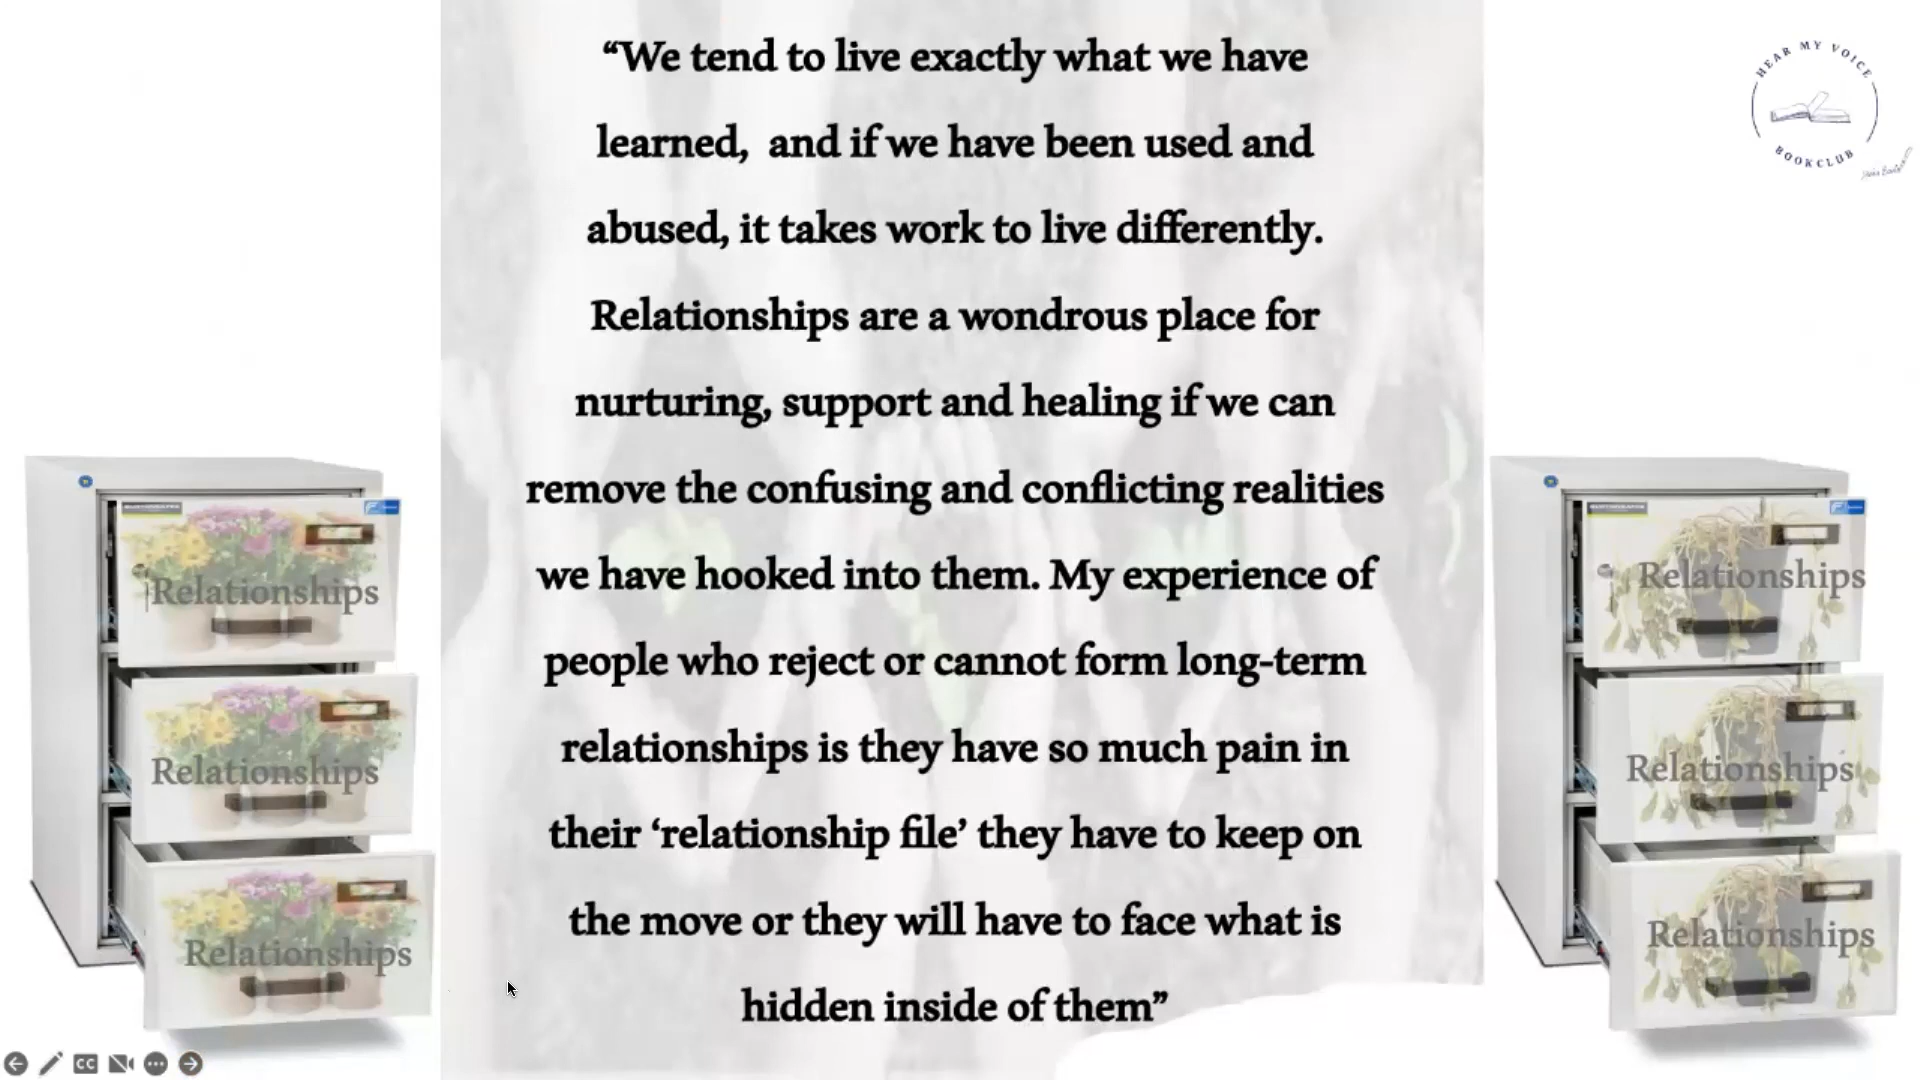 “We tend to live exactly what we have
learned,  and if we have been used and
abused, it takes work to live differently.
Relationships are a wondrous place for
nurturing, support and healing if we can
remove the confusing and conflicting realities
we have hooked into them. My experience of
people who reject or cannot form long-term
relationships is they have so much pain in
their ‘relationship file’ they have to keep on
the move or they will have to face what is
hidden inside of them”
HEAR MY VOICE
BOOKCLUB
Relationships
Relationships
Relationships
Relationships
Relationships
Relationships
CC